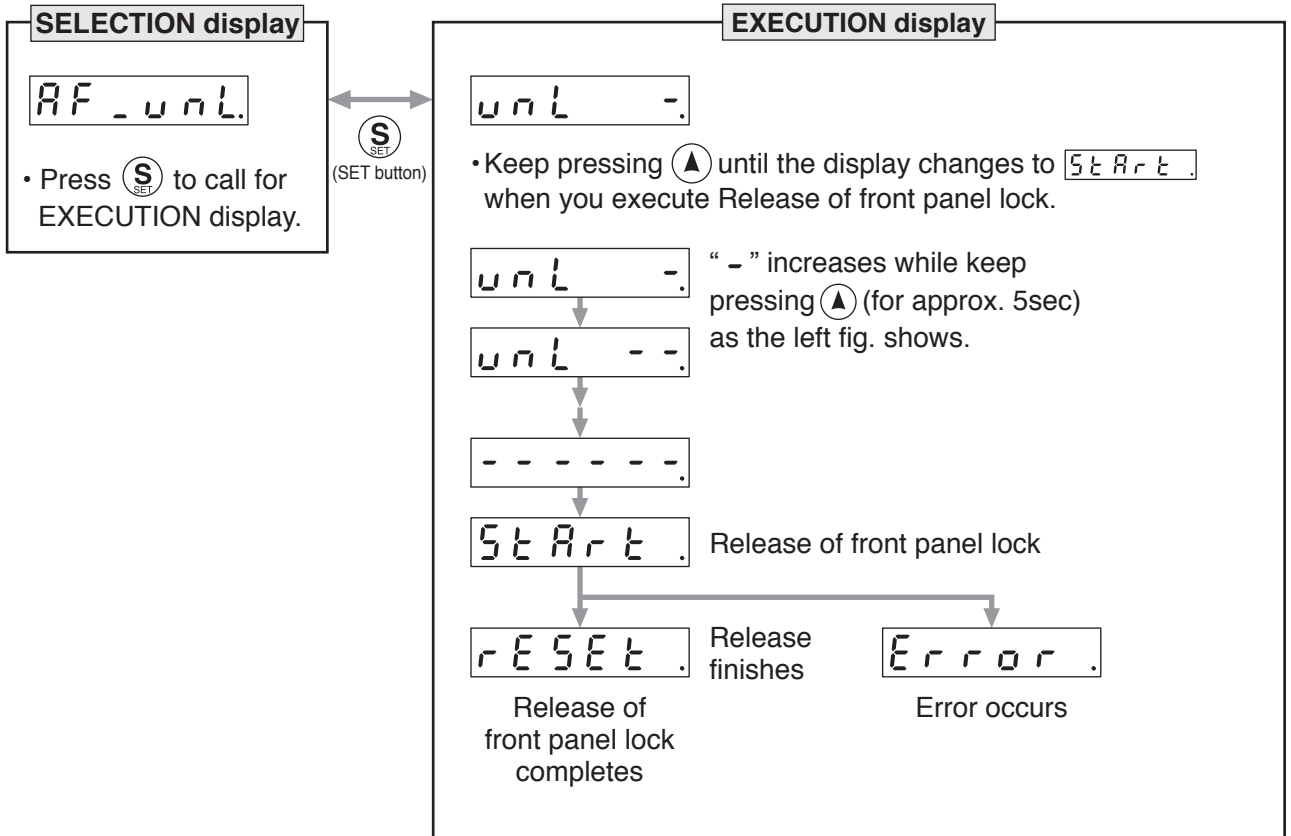 SELECTION display
AF_unL.
• Press S SET to call for
EXECUTION display.
S SET
(SET button)
EXECUTION display
unL -.
• Keep pressing ▲ until the display changes to StArt .
when you execute Release of front panel lock.
unL -.
“ - ” increases while keep
pressing ▲ (for approx. 5sec)
as the left fig. shows.
unL - -.
- - - - - -.
StArt .
Release of front panel lock
rESEt .
Release
finishes
Error .
Release of
front panel lock
completes
Error occurs